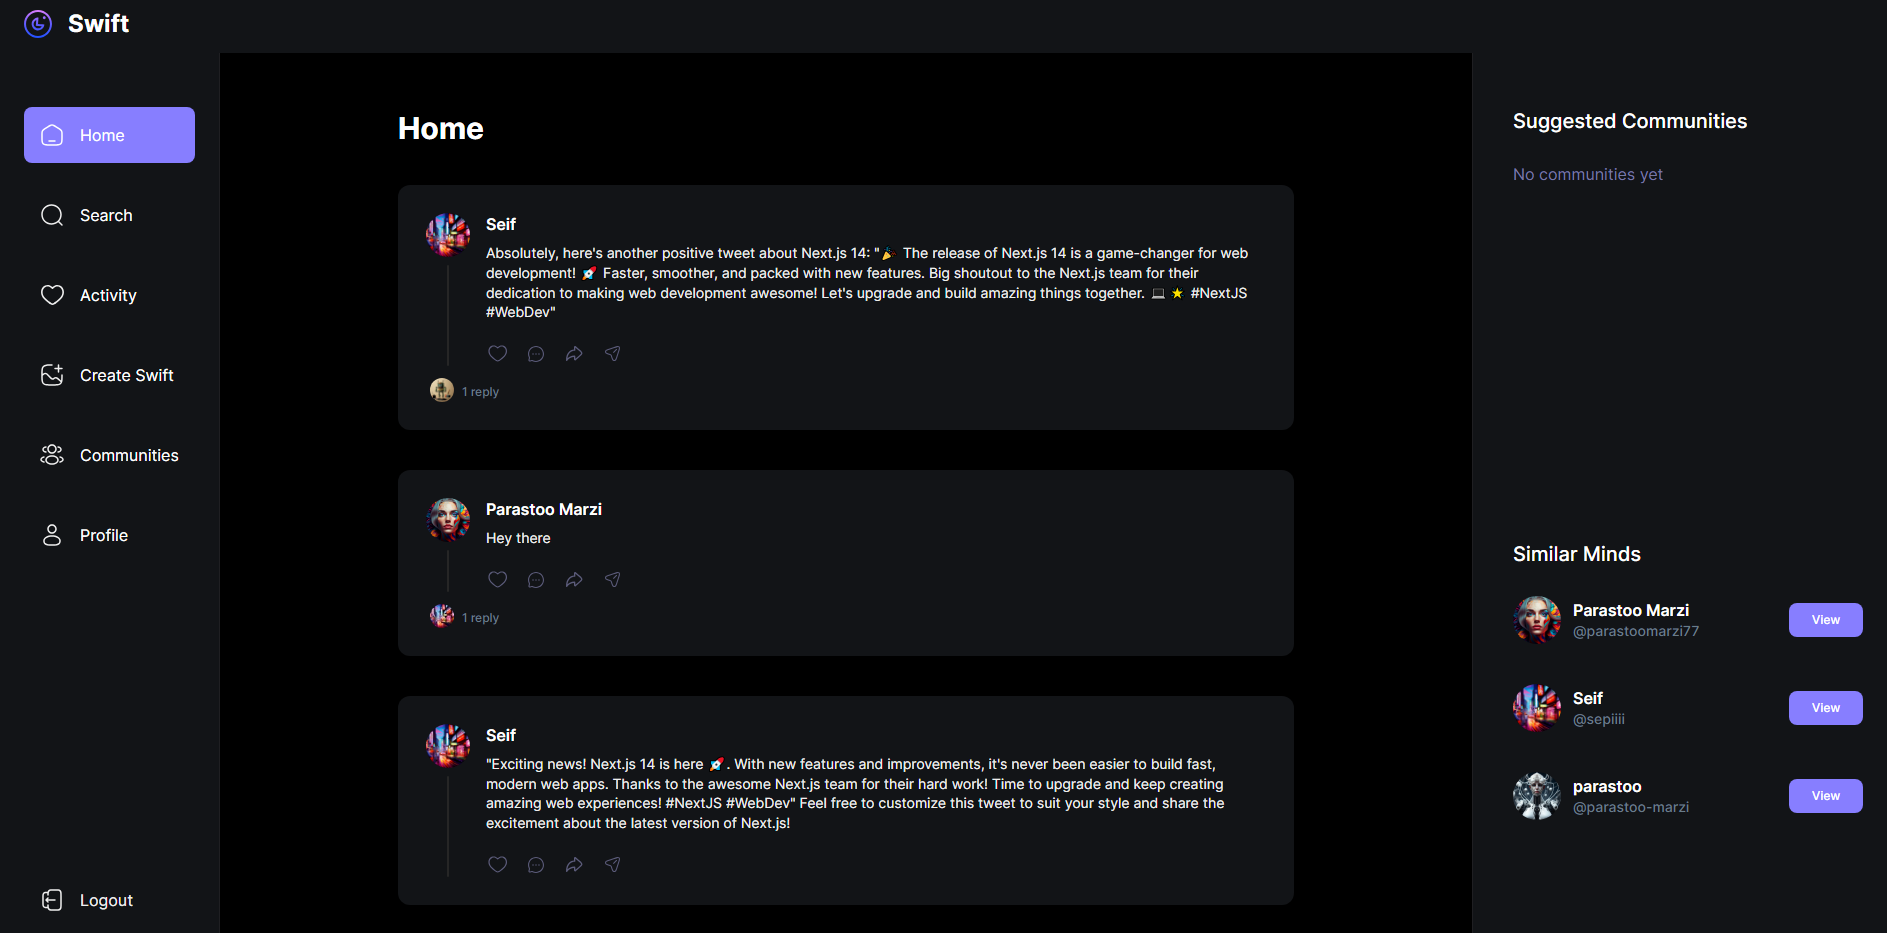 Swift
Home
Search
Activity
Create Swift
Communities
Profile
Logout
Home
Seif
Absolutely, here's another positive tweet about Next.js 14: "🎉 The release of Next.js 14 is a game-changer for web
development! 🚀 Faster, smoother, and packed with new features. Big shoutout to the Next.js team for their
dedication to making web development awesome! Let's upgrade and build amazing things together. 💻 🌟 #NextJS
#WebDev"
1 reply
Parastoo Marzi
Hey there
1 reply
Seif
"Exciting news! Next.js 14 is here 🚀. With new features and improvements, it's never been easier to build fast,
modern web apps. Thanks to the awesome Next.js team for their hard work! Time to upgrade and keep creating
amazing web experiences! #NextJS #WebDev" Feel free to customize this tweet to suit your style and share the
excitement about the latest version of Next.js!
Suggested Communities
No communities yet
Similar Minds
Parastoo Marzi
@parastoomarzi77
View
Seif
@sepiiii
View
parastoo
@parastoo-marzi
View